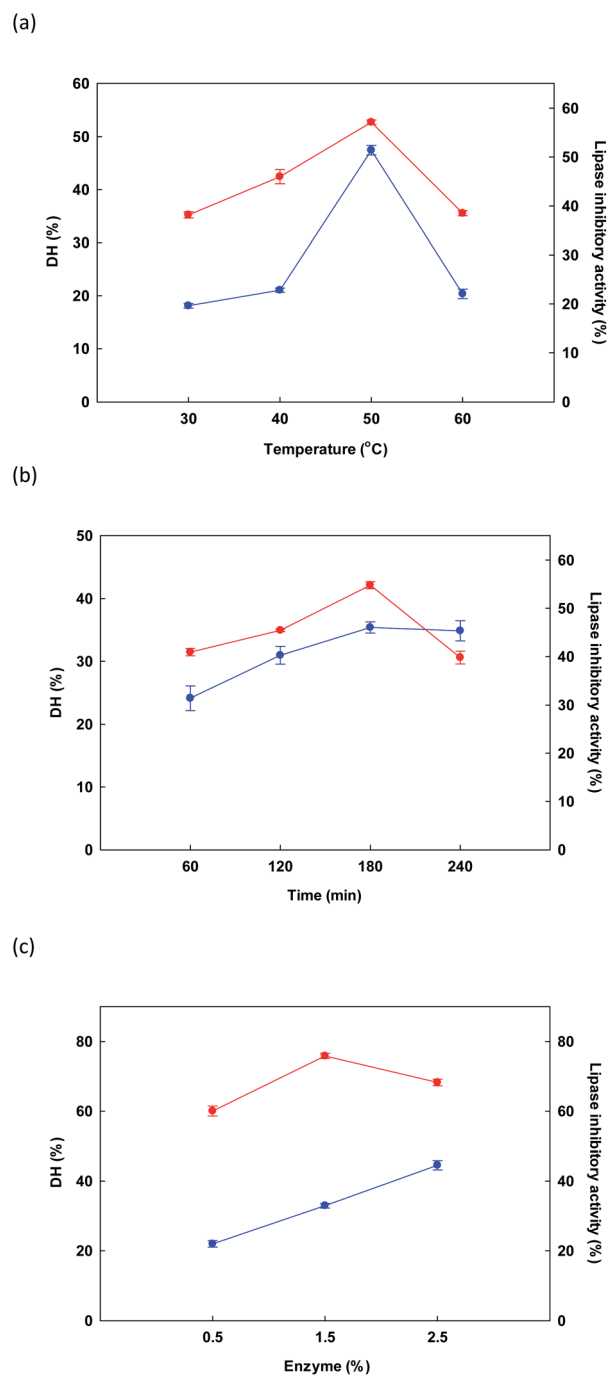 (a)
60
50
40
30
20
10
0
DH (%)
60
50
40
30
20
10
0
Lipase inhibitory activity (%)
30 40 50 60
Temperature (°C)
(b)
50
40
30
20
10
0
DH (%)
60
50
40
30
20
10
0
Lipase inhibitory activity (%)
60 120 180 240
Time (min)
(c)
80
60
40
20
0
DH (%)
80
60
40
20
0
Lipase inhibitory activity (%)
0.5 1.5 2.5
Enzyme (%)